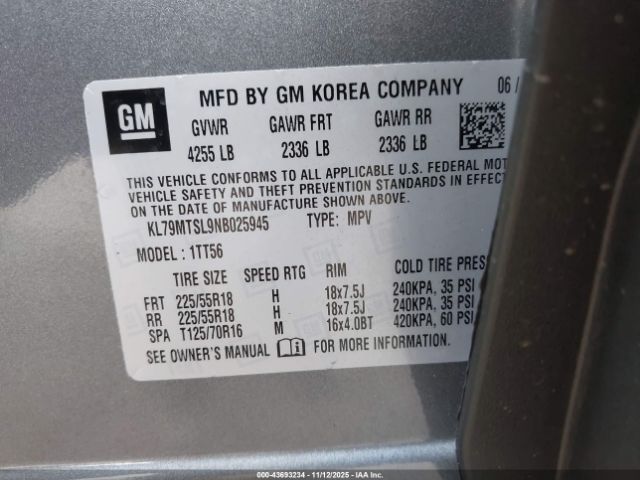 GM
MFD BY GM KOREA COMPANY 06 /
GVWR GAWR FRT GAWR RR
4255 LB 2336 LB 2336 LB
THIS VEHICLE CONFORMS TO ALL APPLICABLE U.S. FEDERAL MOT
VEHICLE SAFETY AND THEFT PREVENTION STANDARDS IN EFFECT
ON THE DATE OF MANUFACTURE SHOWN ABOVE.
KL79MTSL9NB025945 TYPE: MPV
MODEL : 1TT56
TIRE SIZE SPEED RTG RIM COLD TIRE PRES
FRT 225/55R18 H 18x7.5J 240KPA, 35 PSI
RR 225/55R18 H 18x7.5J 240KPA, 35 PSI
SPA T125/70R16 M 16x4.0BT 420KPA, 60 PSI
SEE OWNER'S MANUAL FOR MORE INFORMATION.
© 43693234 | 11/12/2025 - IAA Inc.